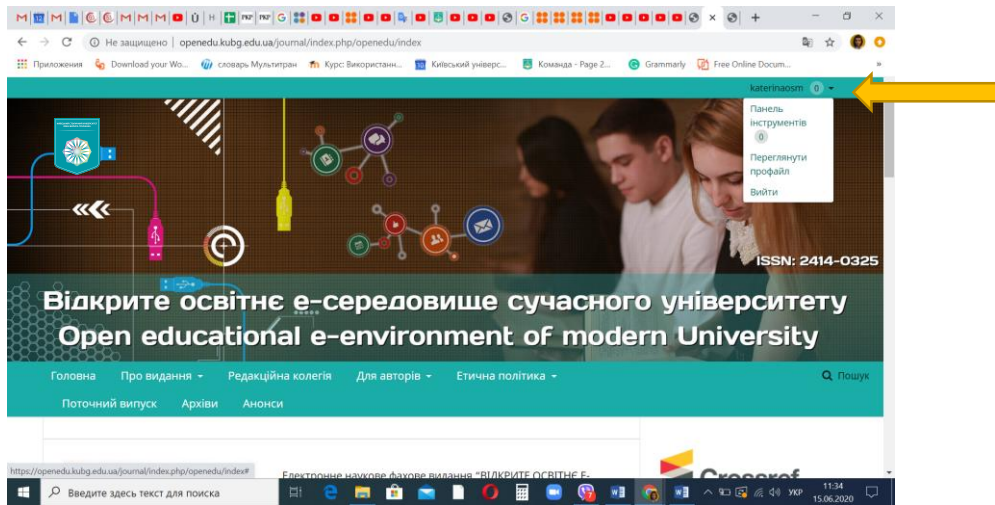 Не защищено | openedu.kubg.edu.ua/journal/index.php/openedu/index
Приложения Download your Wo... словарь Мультитран Курс: Використанн... Київський універс... Команда - Page 2... Grammarly Free Online Docum... »
katerinaosm 0
Панель
інструментів
0
Переглянути
профайл
Вийти
ISSN: 2414-0325
Відкрите освітнє е-середовище сучасного університету
Open educational e-environment of modern University
Головна Про видання Редакційна колегія Для авторів Етична політика Пошук
Поточний випуск Архіви Анонси
https://openedu.kubg.edu.ua/journal/index.php/openedu/index#
Електронне наукове фахове видання "ВІДКРИТЕ ОСВІТНЄ Е-
Crossref
Введите здесь текст для поиска
УКР
11:34
15.06.2020